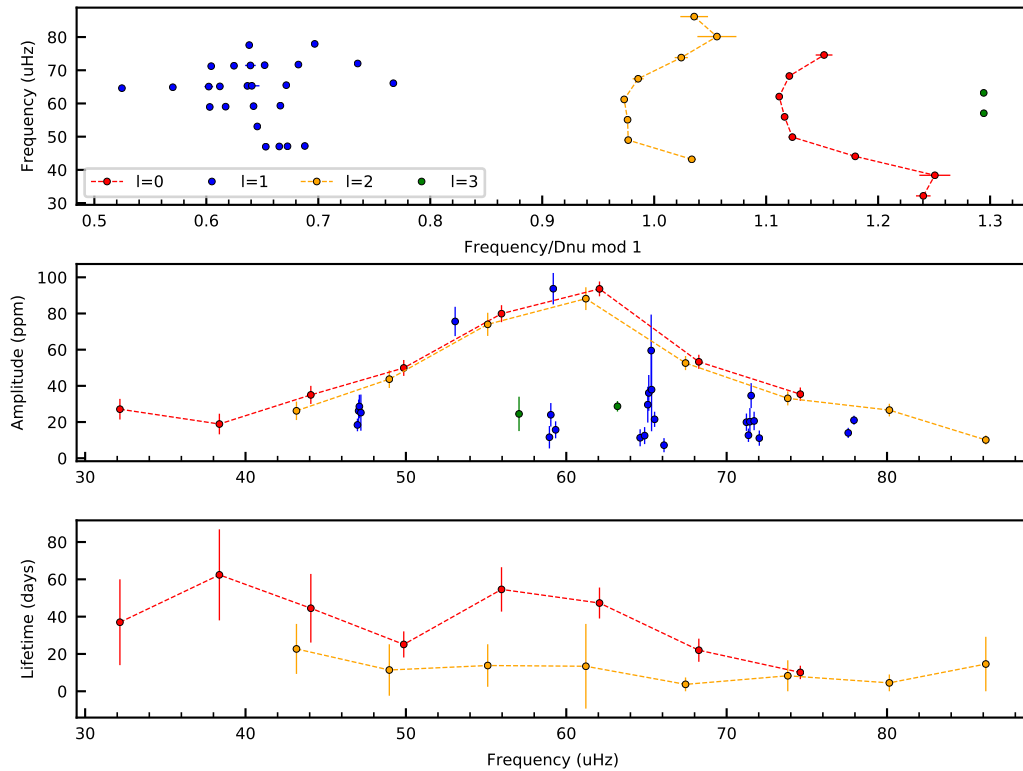 80
70
60
50
40
30
Frequency (uHz)
l=0 l=1 l=2 l=3
0.5 0.6 0.7 0.8 0.9 1.0 1.1 1.2 1.3
Frequency/Dnu mod 1
100
80
60
40
20
0
Amplitude (ppm)
30 40 50 60 70 80
80
60
40
20
0
Lifetime (days)
30 40 50 60 70 80
Frequency (uHz)